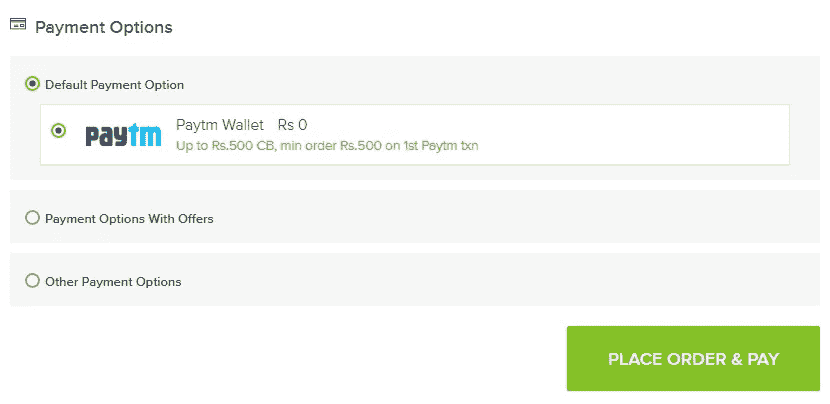 Payment Options
Default Payment Option
paytm
Paytm Wallet Rs 0
Up to Rs.500 CB, min order Rs.500 on 1st Paytm txn
Payment Options With Offers
Other Payment Options
PLACE ORDER & PAY